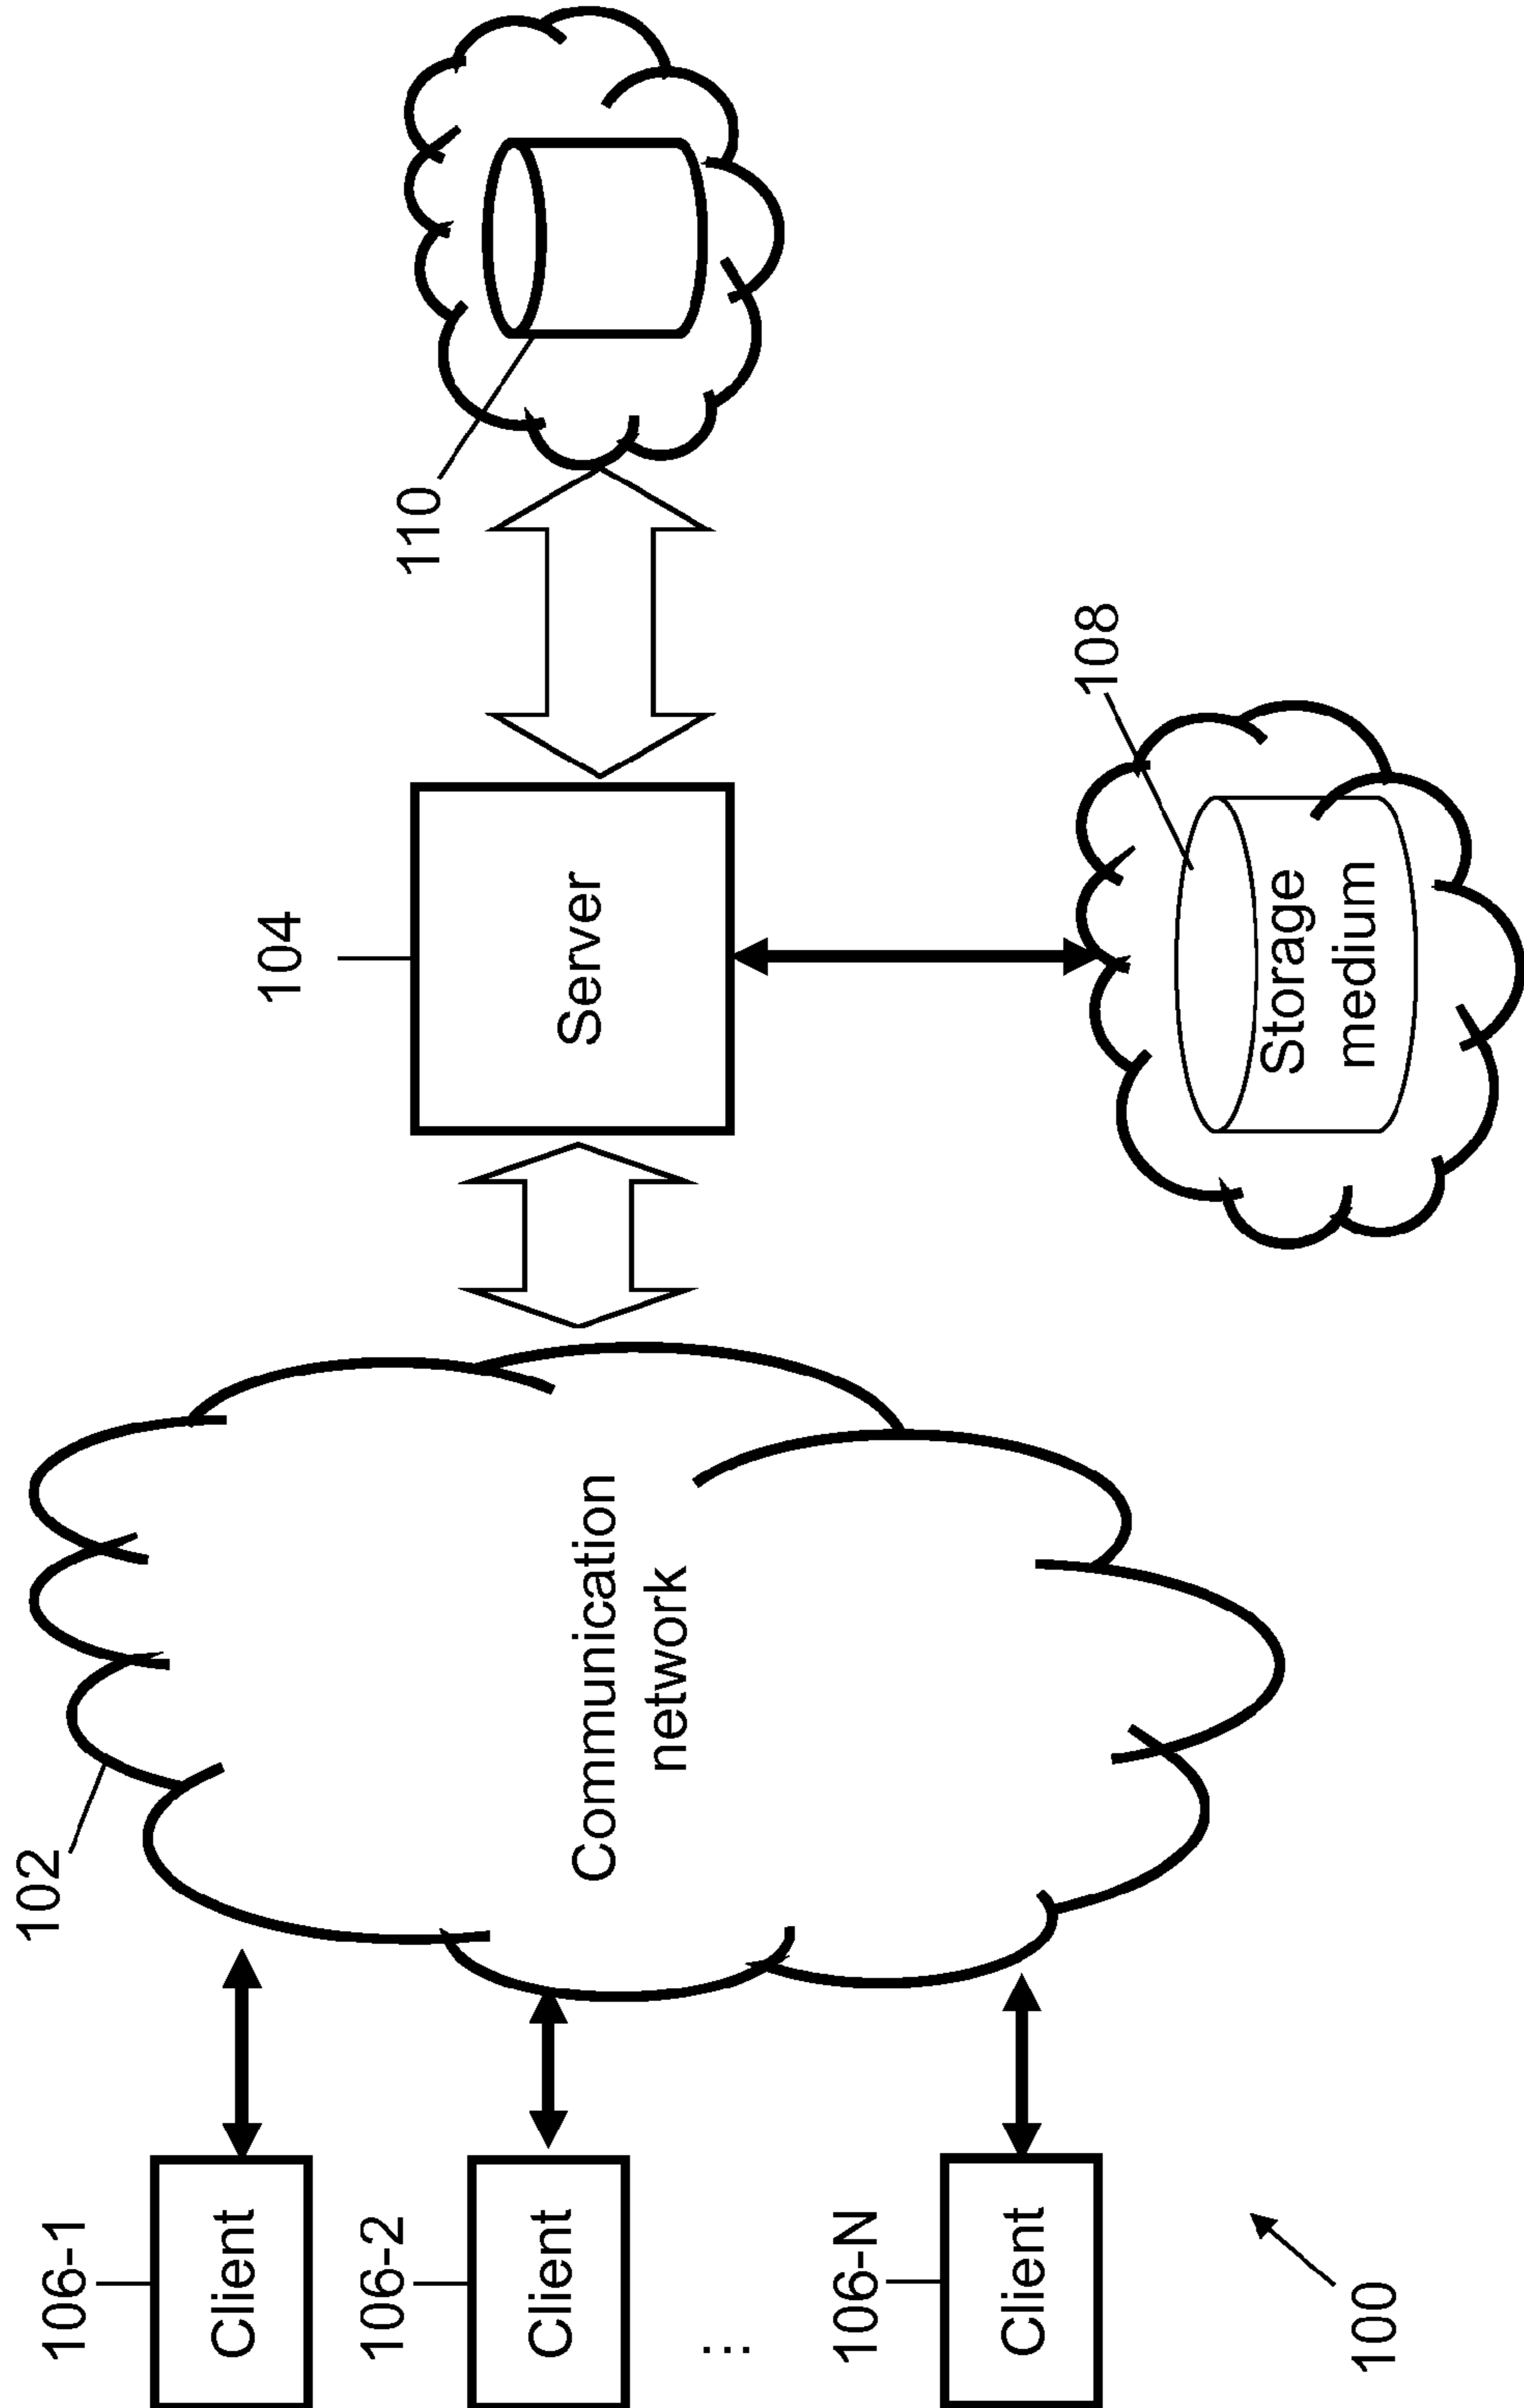 106-1
Client
106-2
Client
...
106-N
Client
100
102
Communication
network
104
Server
110
108
Storage
medium